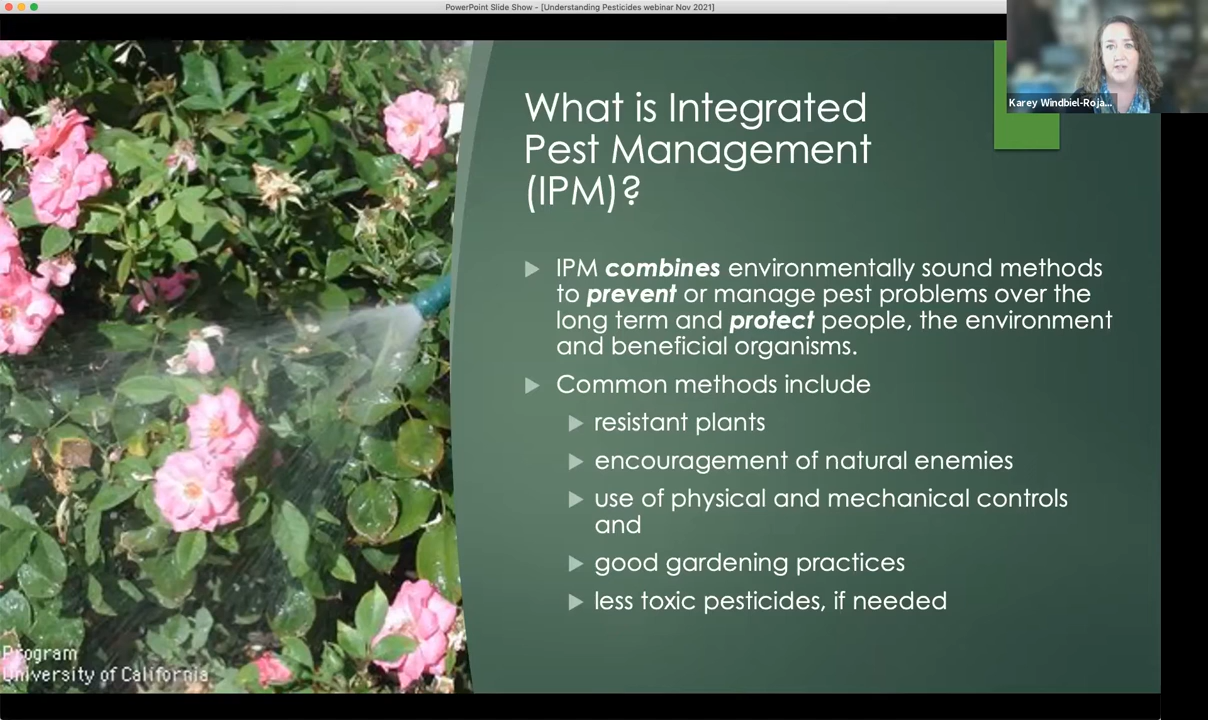 PowerPoint Slide Show - [Understanding Pesticides webinar Nov 2021]
Karey Windbiel-Roja...
What is Integrated
Pest Management
(IPM)?
IPM combines environmentally sound methods
to prevent or manage pest problems over the
long term and protect people, the environment
and beneficial organisms.
Common methods include
resistant plants
encouragement of natural enemies
use of physical and mechanical controls
and
good gardening practices
less toxic pesticides, if needed
Program
University of California